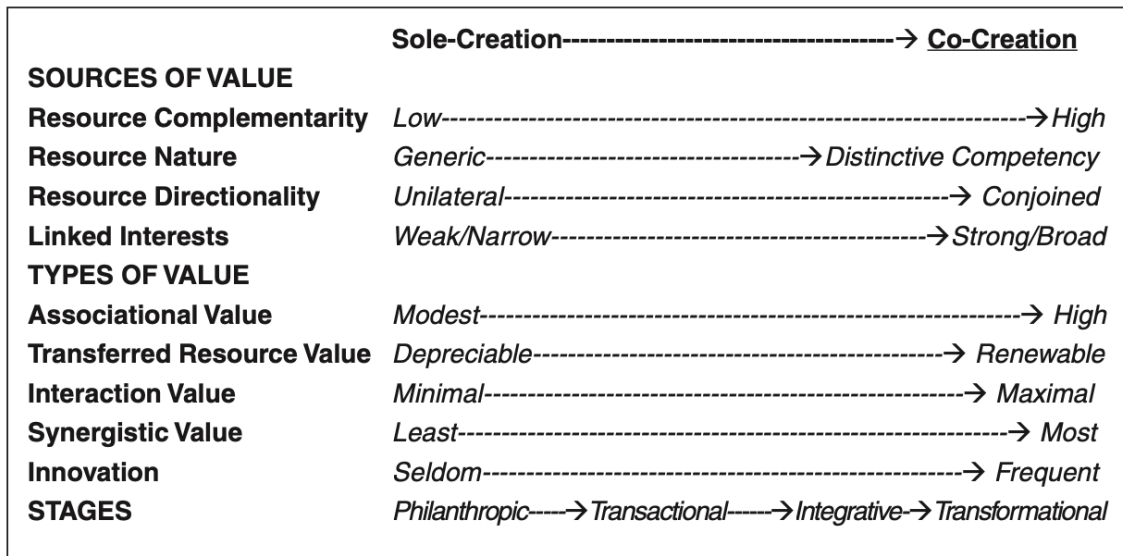 Sole-Creation--------------------------------------→ Co-Creation
SOURCES OF VALUE
Resource Complementarity Low------------------------------------------------------------------→High
Resource Nature Generic------------------------------------→Distinctive Competency
Resource Directionality Unilateral---------------------------------------------------→ Conjoined
Linked Interests Weak/Narrow-------------------------------------------→Strong/Broad
TYPES OF VALUE
Associational Value Modest--------------------------------------------------------------→ High
Transferred Resource Value Depreciable-----------------------------------------------→ Renewable
Interaction Value Minimal-------------------------------------------------------→ Maximal
Synergistic Value Least---------------------------------------------------------------→ Most
Innovation Seldom-------------------------------------------------------→ Frequent
STAGES Philanthropic-----→Transactional------→Integrative-→Transformational